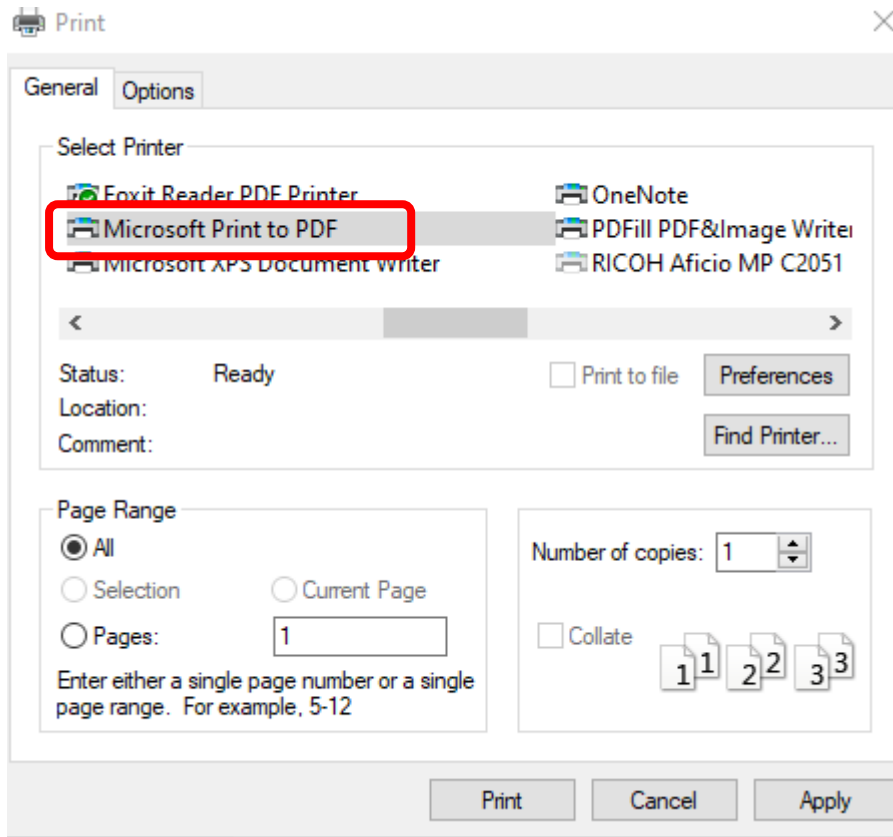 Print
General
Options
Select Printer
Foxit Reader PDF Printer
Microsoft Print to PDF
Microsoft XPS Document Writer
OneNote
PDFill PDF&Image Writer
RICOH Aficio MP C2051
Status: Ready
Location:
Comment:
Print to file
Preferences
Find Printer...
Page Range
All
Selection
Current Page
Pages: 1
Enter either a single page number or a single
page range. For example, 5-12
Number of copies: 1
Collate
1 1 2 2 3 3
Print
Cancel
Apply